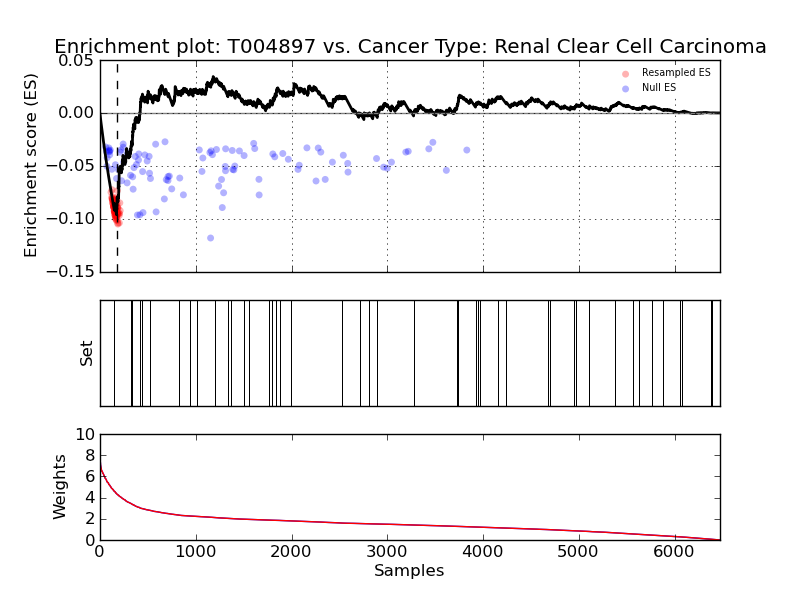 Enrichment plot: T004897 vs. Cancer Type: Renal Clear Cell Carcinoma
0.05
0.00
−0.05
−0.10
−0.15
Enrichment score (ES)
Resampled ES
Null ES
Set
10
8
6
4
2
0
Weights
0
1000
2000
3000
4000
5000
6000
Samples